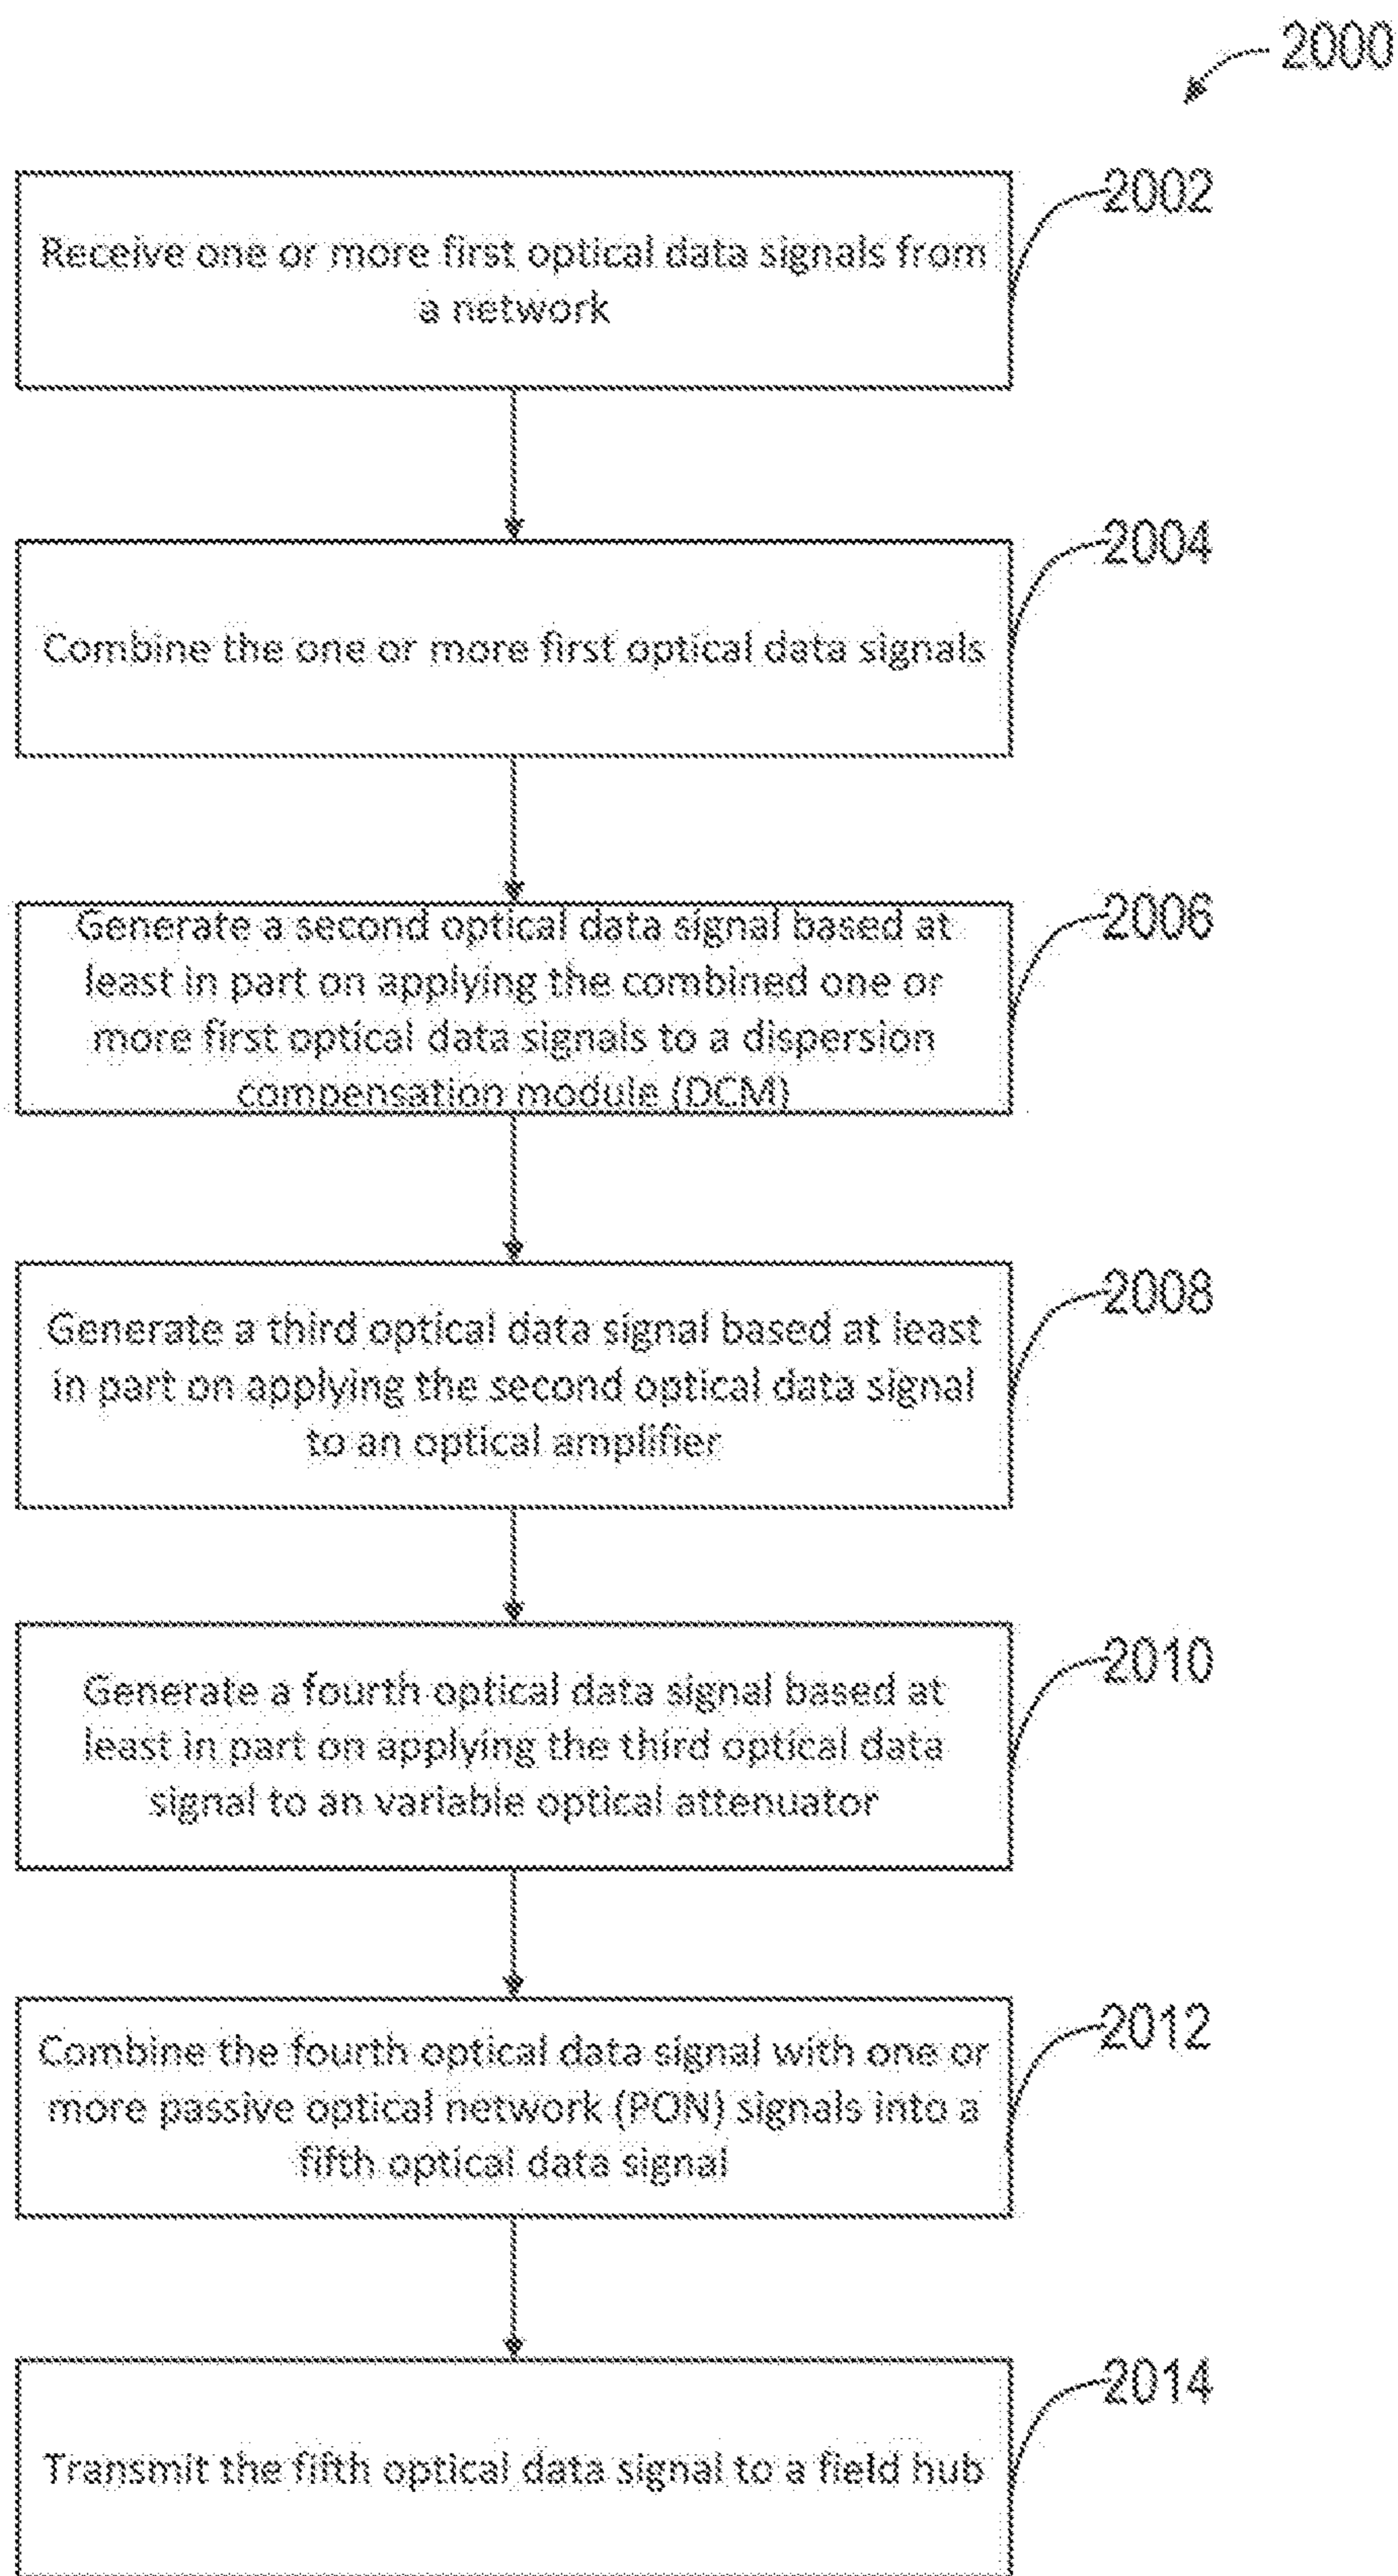 2000
2002
Receive one or more first optical data signals from
a network
2004
Combine the one or more first optical data signals
2006
Generate a second optical data signal based at
least in part on applying the combined one or
more first optical data signals to a dispersion
compensation module (DCM)
2008
Generate a third optical data signal based at least
in part on applying the second optical data signal
to an optical amplifier
2010
Generate a fourth optical data signal based at
least in part on applying the third optical data
signal to an variable optical attenuator
2012
Combine the fourth optical data signal with one or
more passive optical network (PON) signals into a
fifth optical data signal
2014
Transmit the fifth optical data signal to a field hub